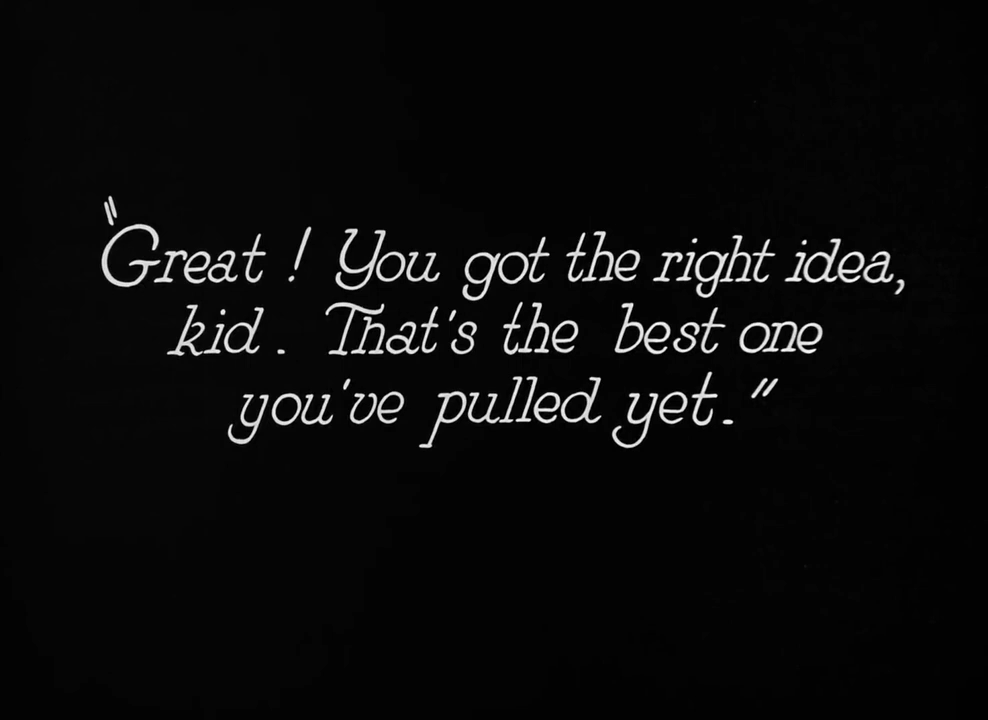 "Great! You got the right idea,
kid. That's the best one
you've pulled yet."